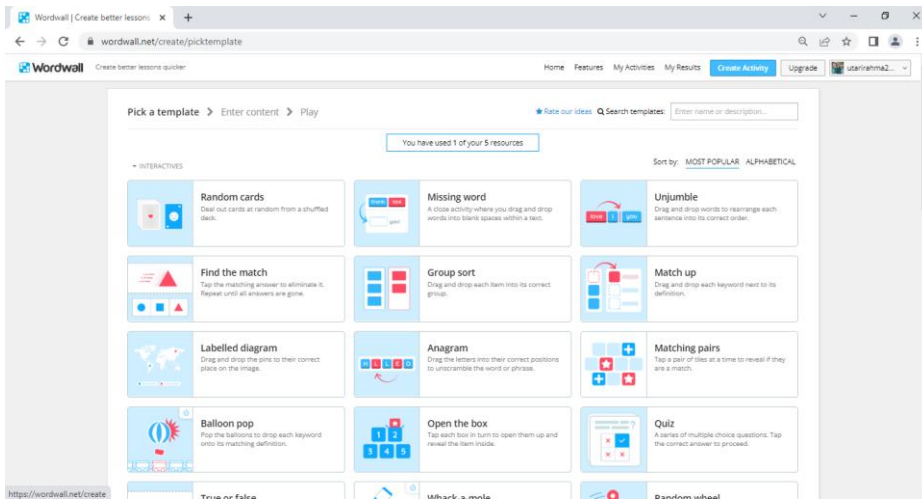 Wordwall | Create better lessons
wordwall.net/create/picktemplate
Wordwall Create better lessons quicker Home Features My Activities My Results Create Activity Upgrade utarirahma2...
Pick a template > Enter content > Play Rate our ideas Search templates: Enter name or description...
You have used 1 of your 5 resources
INTERACTIVES Sort by: MOST POPULAR ALPHABETICAL
Random cards
Deal out cards at random from a shuffled
deck.
Missing word
A cloze activity where you drag and drop
words into blank spaces within a text.
Unjumble
Drag and drop words to rearrange each
sentence into its correct order.
love I you
Find the match
Tap the matching answer to eliminate it.
Repeat until all answers are gone.
Group sort
Drag and drop each item into its correct
group.
Match up
Drag and drop each keyword next to its
definition.
Labelled diagram
Drag and drop the pins to their correct
place on the image.
H L L E O
Anagram
Drag the letters into their correct positions
to unscramble the word or phrase.
Matching pairs
Tap a pair of tiles at a time to reveal if they
are a match.
Balloon pop
Pop the balloons to drop each keyword
onto its matching definition.
1 2
3 4 5
Open the box
Tap each box in turn to open them up and
reveal the item inside.
Quiz
A series of multiple choice questions. Tap
the correct answer to proceed.
https://wordwall.net/create
True or false
Whack-a-mole
Random wheel